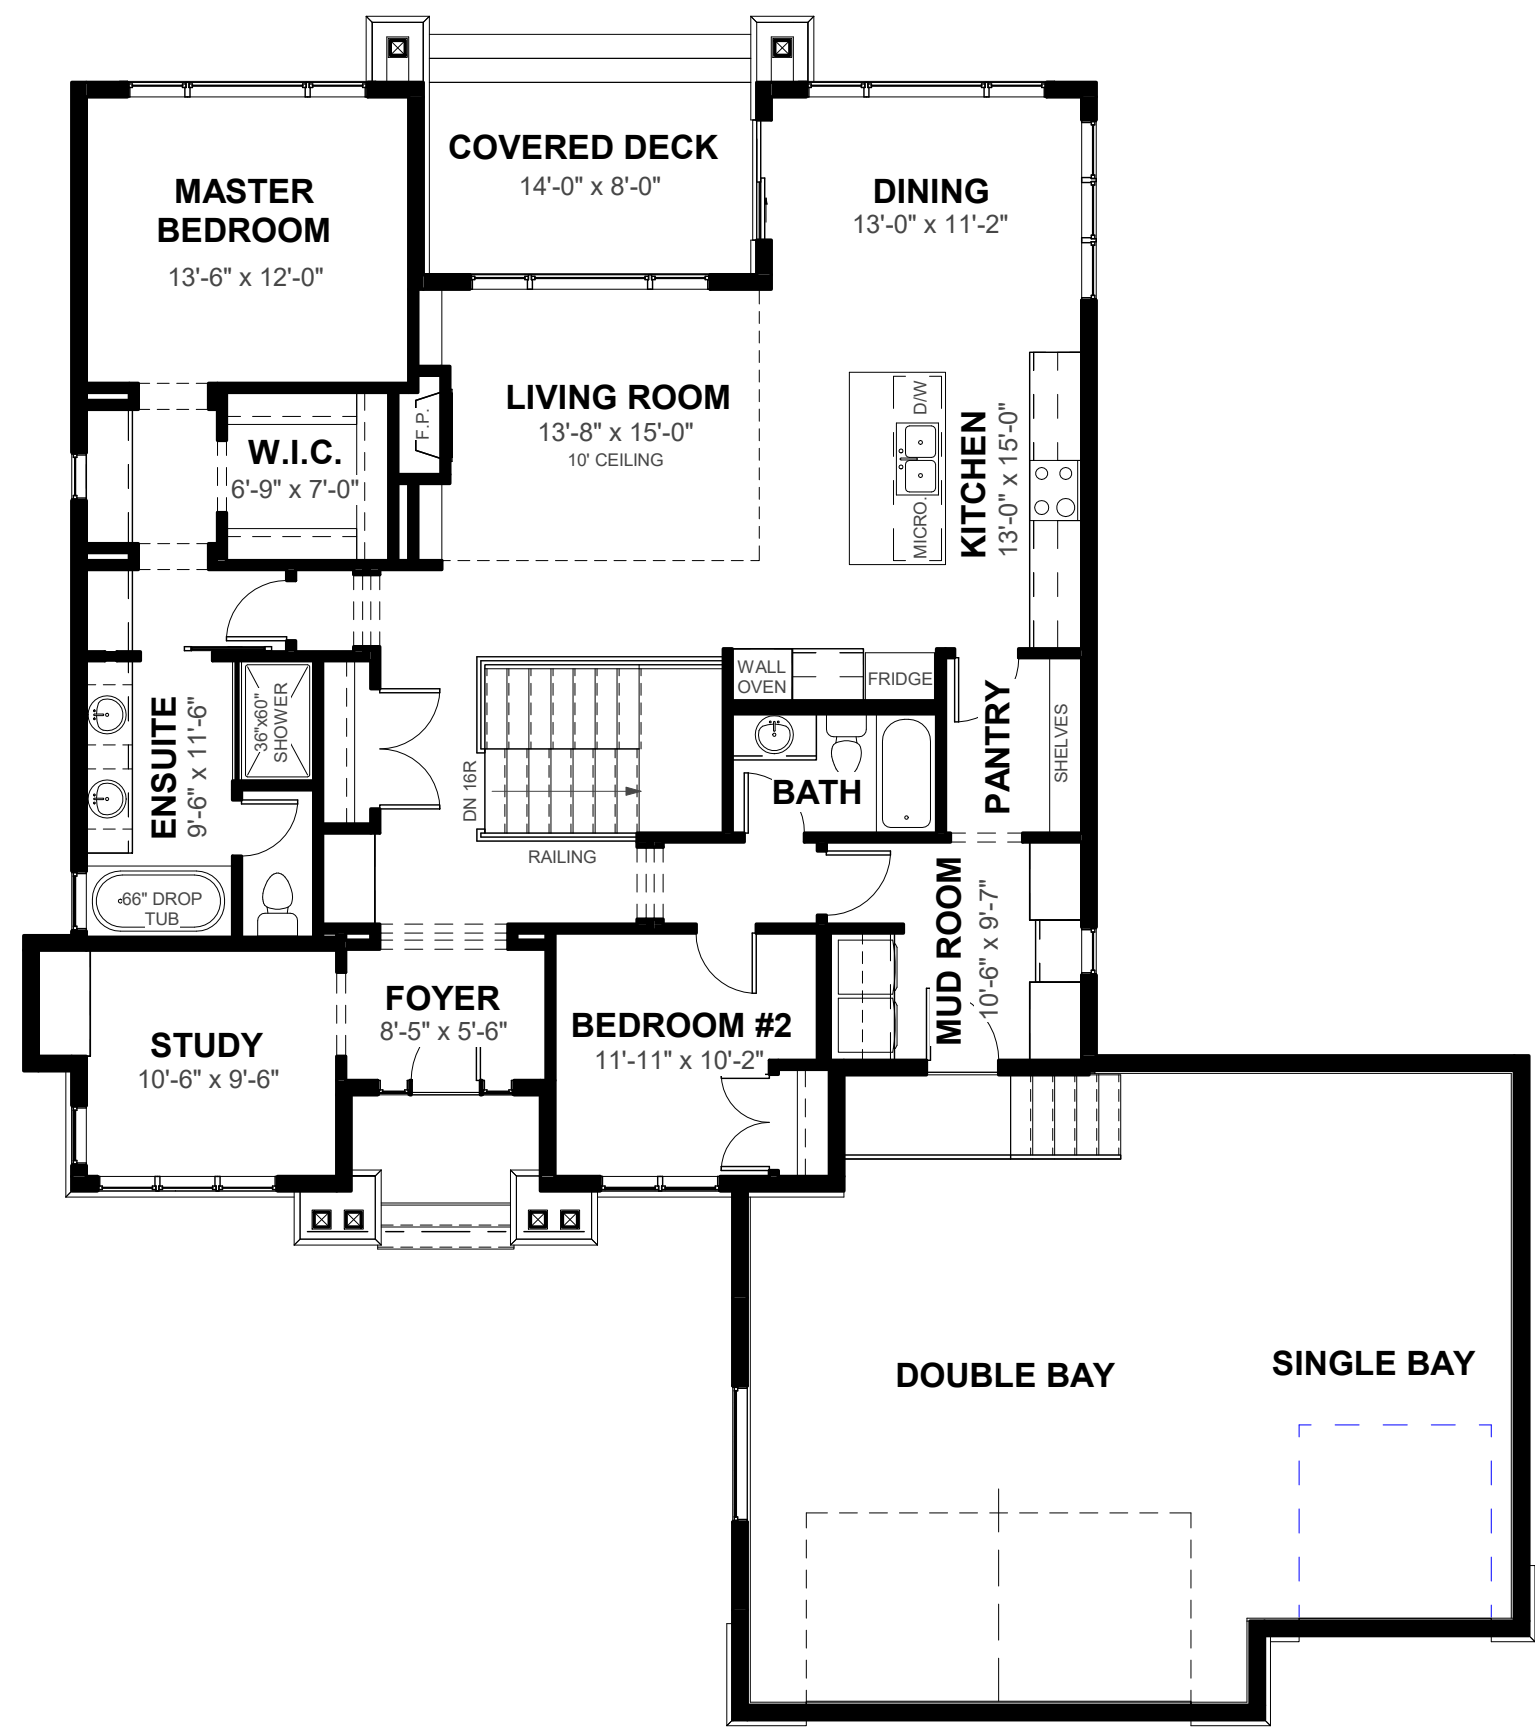 COVERED DECK
14'-0" x 8'-0"
MASTER
BEDROOM
13'-6" x 12'-0"
DINING
13'-0" x 11'-2"
LIVING ROOM
13'-8" x 15'-0"
10' CEILING
F.P.
D/W
MICRO.
KITCHEN
13'-0" x 15'-0"
W.I.C.
6'-9" x 7'-0"
ENSUITE
9'-6" x 11'-6"
36"x60"
SHOWER
66" DROP
TUB
DN 16R
RAILING
WALL
OVEN
FRIDGE
BATH
PANTRY
SHELVES
MUD ROOM
10'-6" x 9'-7"
FOYER
8'-5" x 5'-6"
STUDY
10'-6" x 9'-6"
BEDROOM #2
11'-11" x 10'-2"
DOUBLE BAY
SINGLE BAY